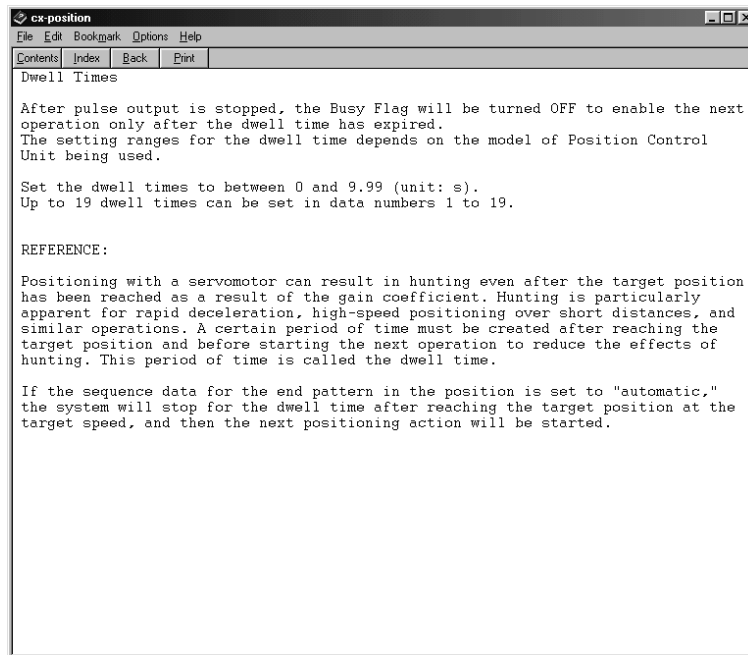 cx-position
File Edit Bookmark Options Help
Contents Index Back Print
Dwell Times
After pulse output is stopped, the Busy Flag will be turned OFF to enable the next
operation only after the dwell time has expired.
The setting ranges for the dwell time depends on the model of Position Control
Unit being used.
Set the dwell times to between 0 and 9.99 (unit: s).
Up to 19 dwell times can be set in data numbers 1 to 19.
REFERENCE:
Positioning with a servomotor can result in hunting even after the target position
has been reached as a result of the gain coefficient. Hunting is particularly
apparent for rapid deceleration, high-speed positioning over short distances, and
similar operations. A certain period of time must be created after reaching the
target position and before starting the next operation to reduce the effects of
hunting. This period of time is called the dwell time.
If the sequence data for the end pattern in the position is set to "automatic,"
the system will stop for the dwell time after reaching the target position at the
target speed, and then the next positioning action will be started.